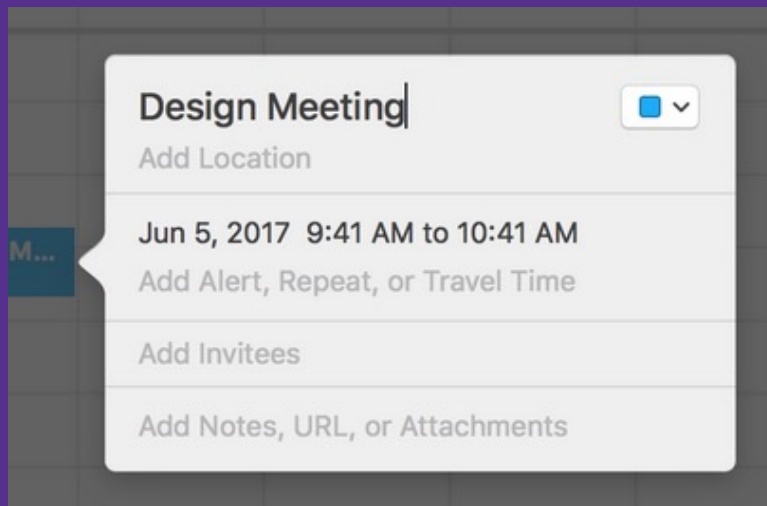 Design Meeting
Add Location
Jun 5, 2017 9:41 AM to 10:41 AM
M...
Add Alert, Repeat, or Travel Time
Add Invitees
Add Notes, URL, or Attachments